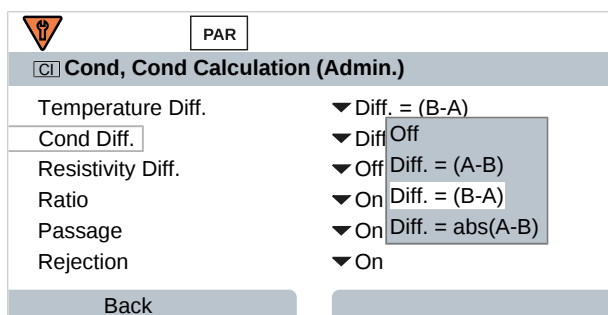 PAR
CI Cond, Cond Calculation (Admin.)
Temperature Diff. Diff. = (B-A)
Cond Diff. Diff
Resistivity Diff. Off
Ratio On
Passage On
Rejection On
Off
Diff. = (A-B)
Diff. = (B-A)
Diff. = abs(A-B)
Back